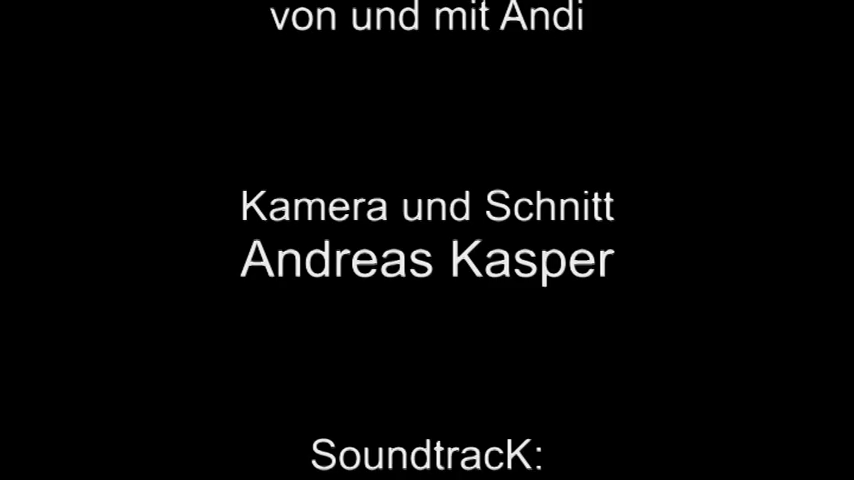 von und mit Andi
Kamera und Schnitt
Andreas Kasper
SoundtracK: